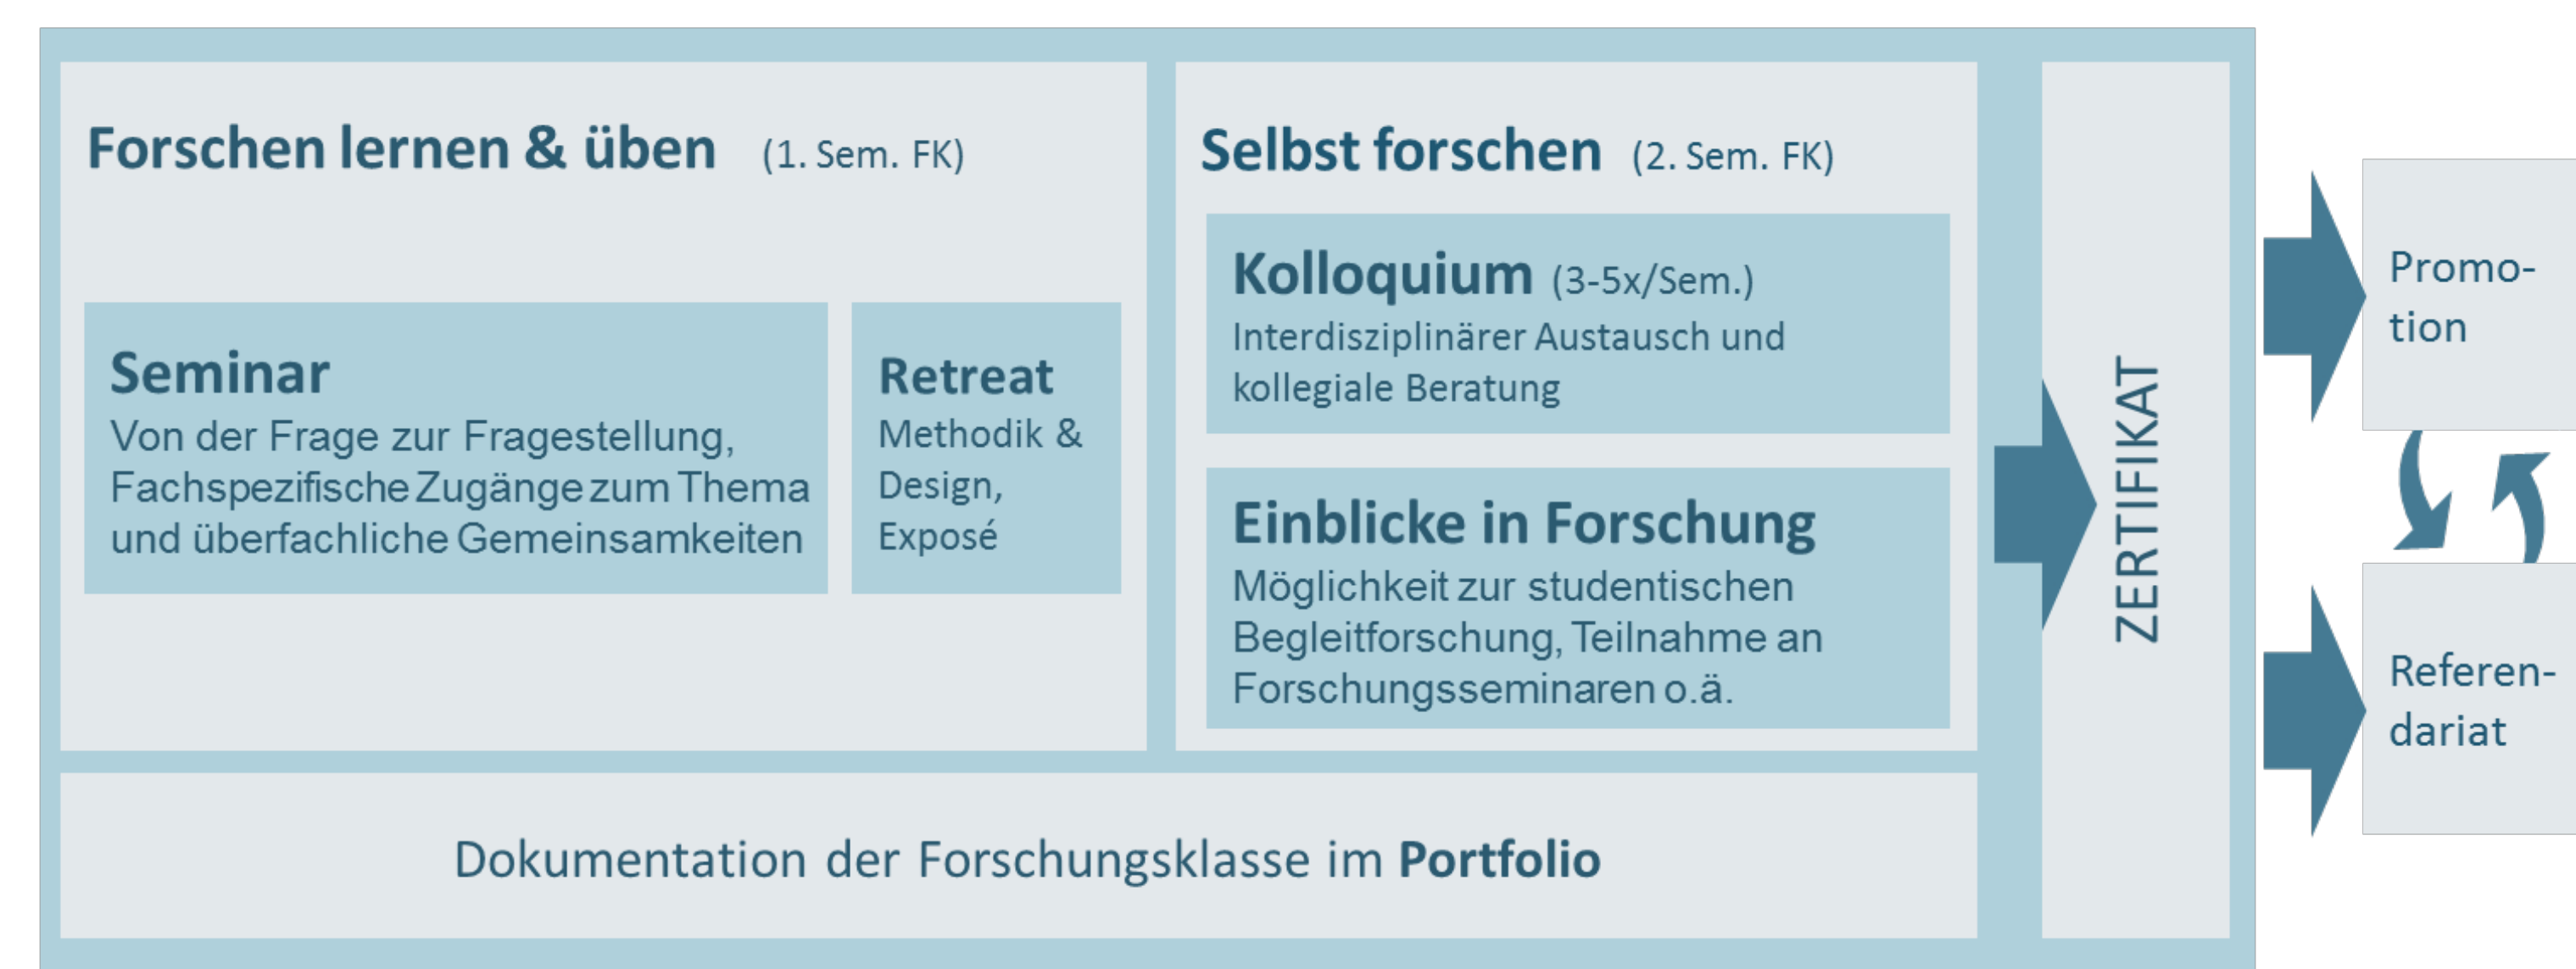 Forschen lernen & üben (1. Sem. FK)
Seminar
Von der Frage zur Fragestellung,
Fachspezifische Zugänge zum Thema
und überfachliche Gemeinsamkeiten
Retreat
Methodik &
Design,
Exposé
Selbst forschen (2. Sem. FK)
Kolloquium (3-5x/Sem.)
Interdisziplinärer Austausch und
kollegiale Beratung
Einblicke in Forschung
Möglichkeit zur studentischen
Begleitforschung, Teilnahme an
Forschungsseminaren o.ä.
Dokumentation der Forschungsklasse im Portfolio
ZERTIFIKAT
Promo-
tion
Referen-
dariat